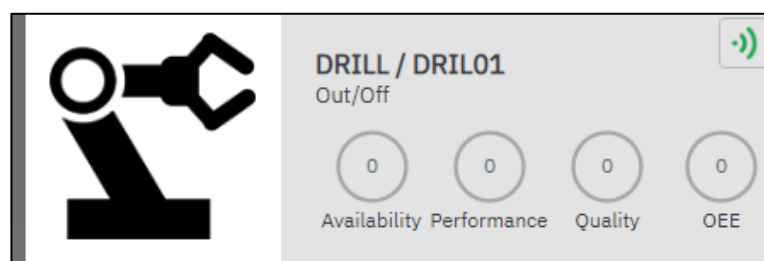 DRILL / DRIL01
Out/Off
0 0 0 0
Availability Performance Quality OEE